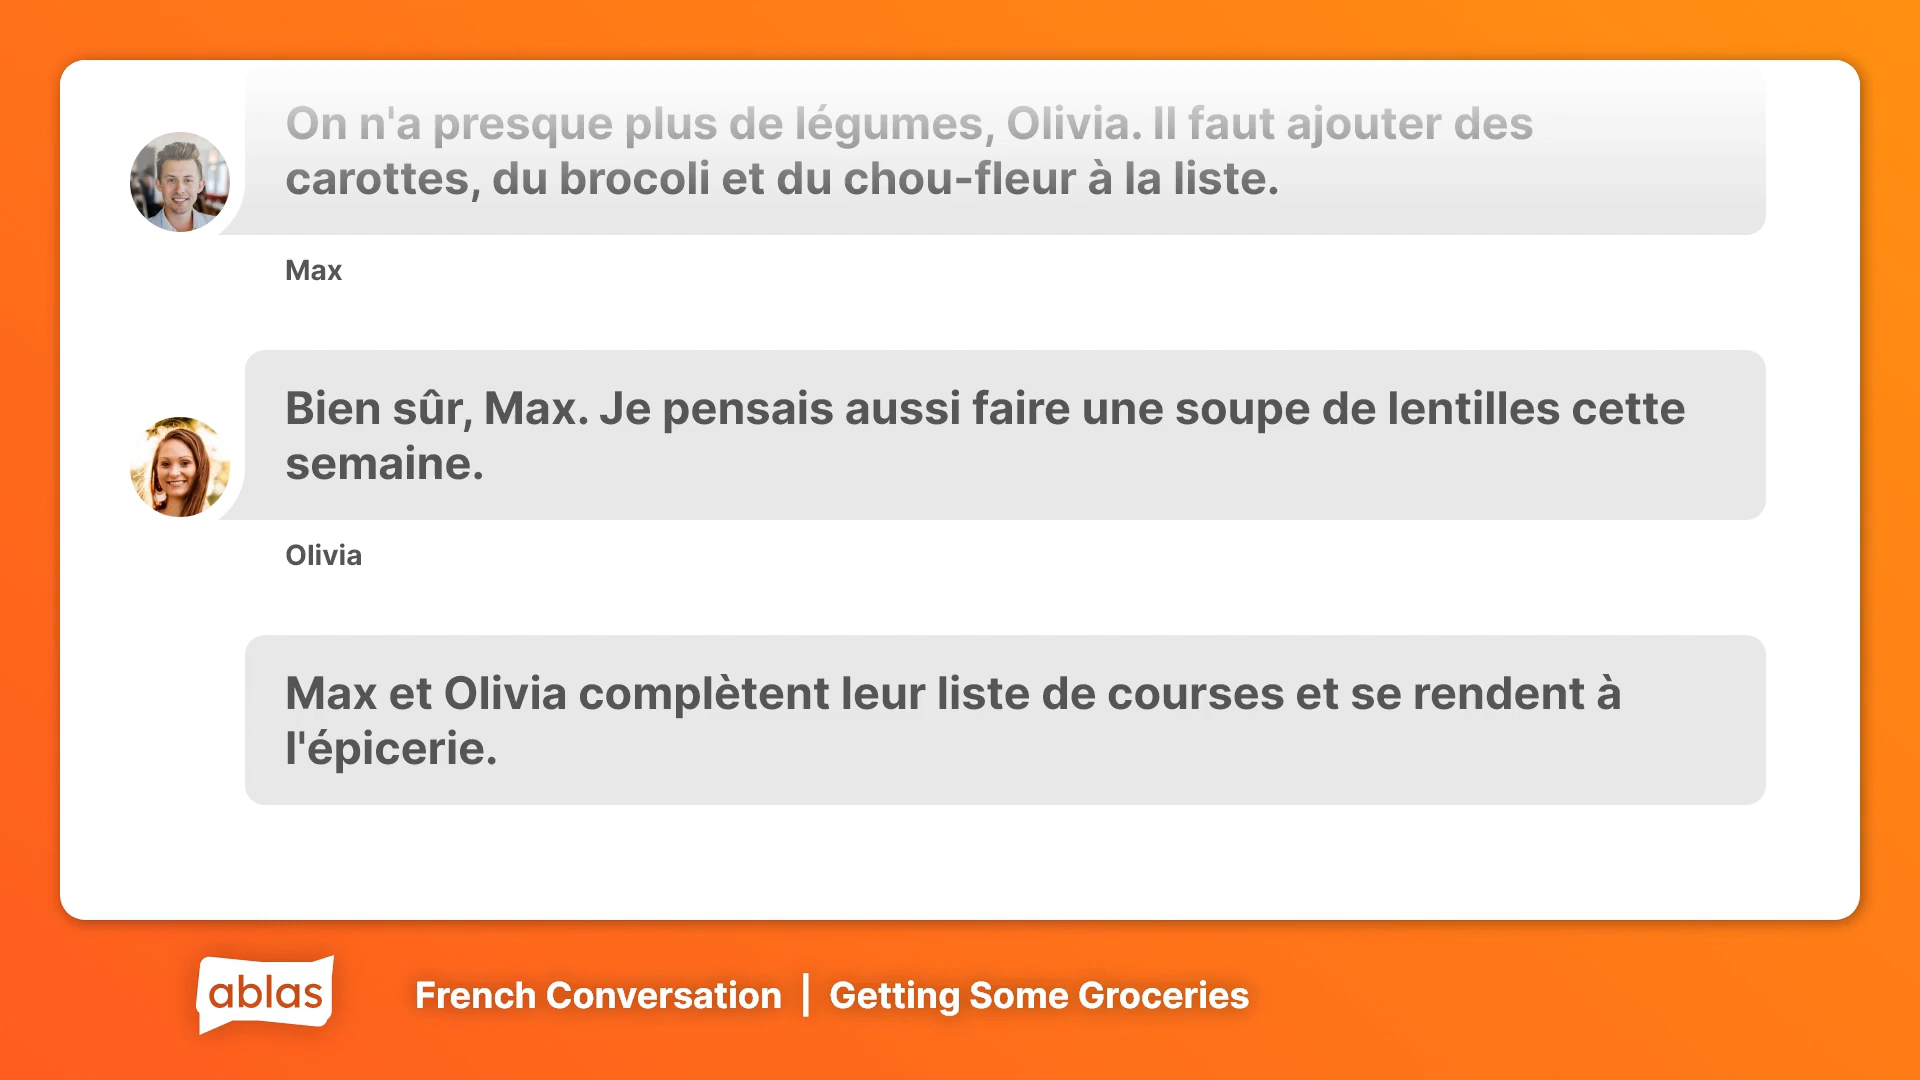 On n'a presque plus de légumes, Olivia. Il faut ajouter des
carottes, du brocoli et du chou-fleur à la liste.
Max
Bien sûr, Max. Je pensais aussi faire une soupe de lentilles cette
semaine.
Olivia
Max et Olivia complètent leur liste de courses et se rendent à
l'épicerie.
ablas
French Conversation | Getting Some Groceries